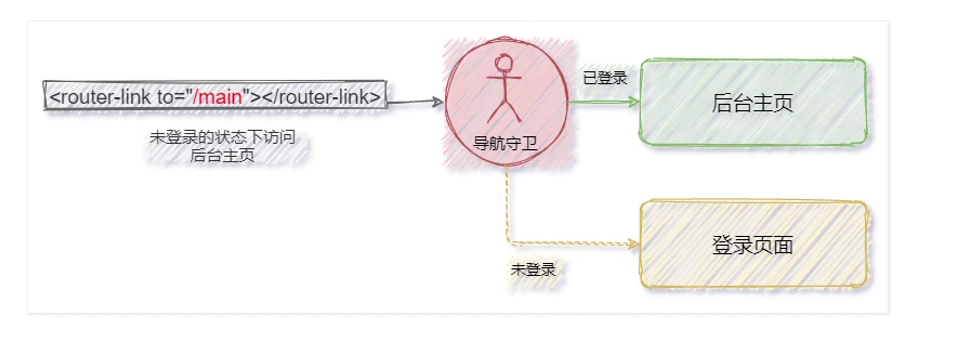 <router-link to="/main"></router-link>
未登录的状态下访问
后台主页
导航守卫
已登录
后台主页
未登录
登录页面